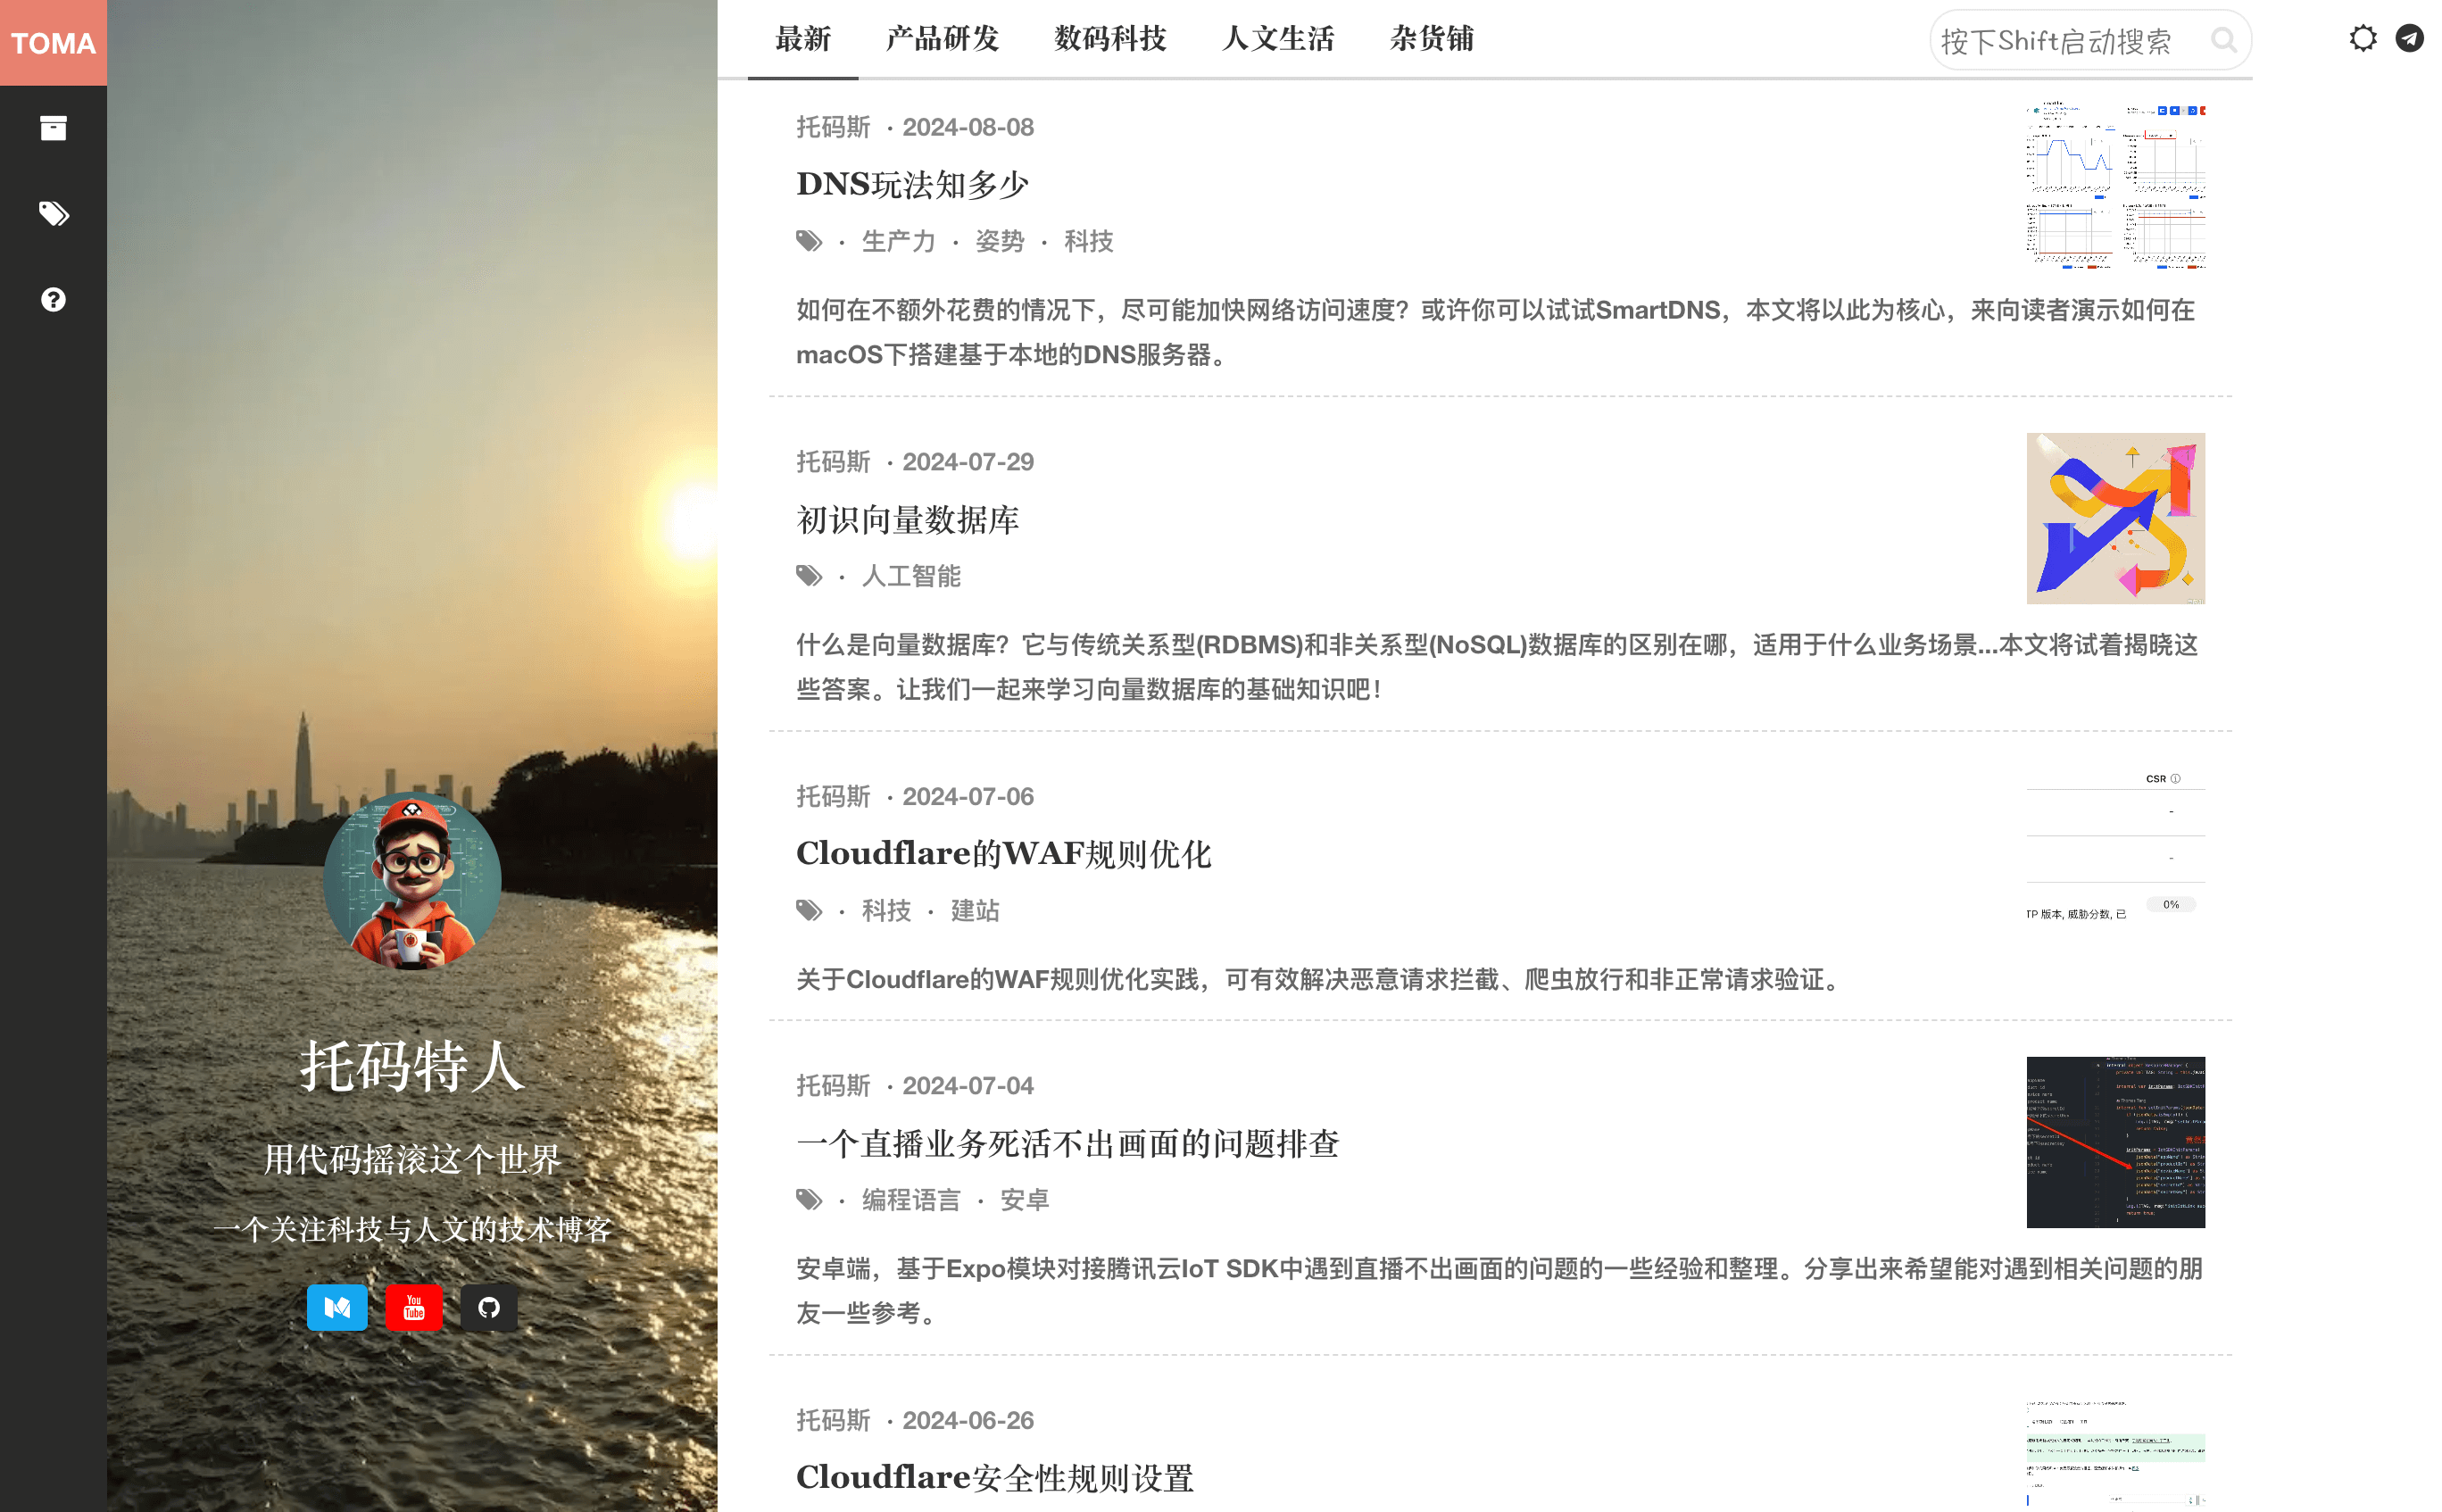 TOMA
托码特人
用代码摇滚这个世界
一个关注科技与人文的技术博客
You
Tube
最新
产品研发
数码科技
人文生活
杂货铺
按下Shift启动搜索
托码斯 · 2024-08-08
DNS玩法知多少
· 生产力 · 姿势 · 科技
如何在不额外花费的情况下，尽可能加快网络访问速度？或许你可以试试SmartDNS，本文将以此为核心，来向读者演示如何在
macOS下搭建基于本地的DNS服务器。
托码斯 · 2024-07-29
初识向量数据库
· 人工智能
什么是向量数据库？它与传统关系型(RDBMS)和非关系型(NoSQL)数据库的区别在哪，适用于什么业务场景...本文将试着揭晓这
些答案。让我们一起来学习向量数据库的基础知识吧！
托码斯 · 2024-07-06
Cloudflare的WAF规则优化
· 科技 · 建站
关于Cloudflare的WAF规则优化实践，可有效解决恶意请求拦截、爬虫放行和非正常请求验证。
CSR
-
-
TP 版本, 威胁分数, 已
0%
托码斯 · 2024-07-04
一个直播业务死活不出画面的问题排查
· 编程语言 · 安卓
安卓端，基于Expo模块对接腾讯云IoT SDK中遇到直播不出画面的问题的一些经验和整理。分享出来希望能对遇到相关问题的朋
友一些参考。
托码斯 · 2024-06-26
Cloudflare安全性规则设置